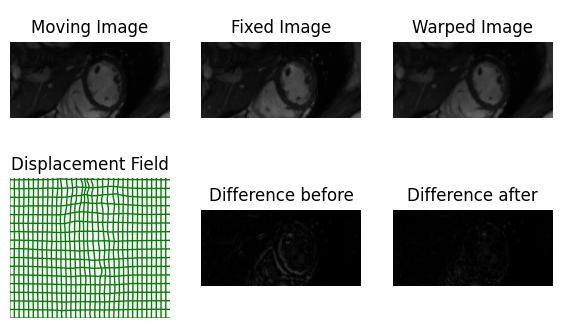 Moving Image
Fixed Image
Warped Image
Displacement Field
Difference before
Difference after